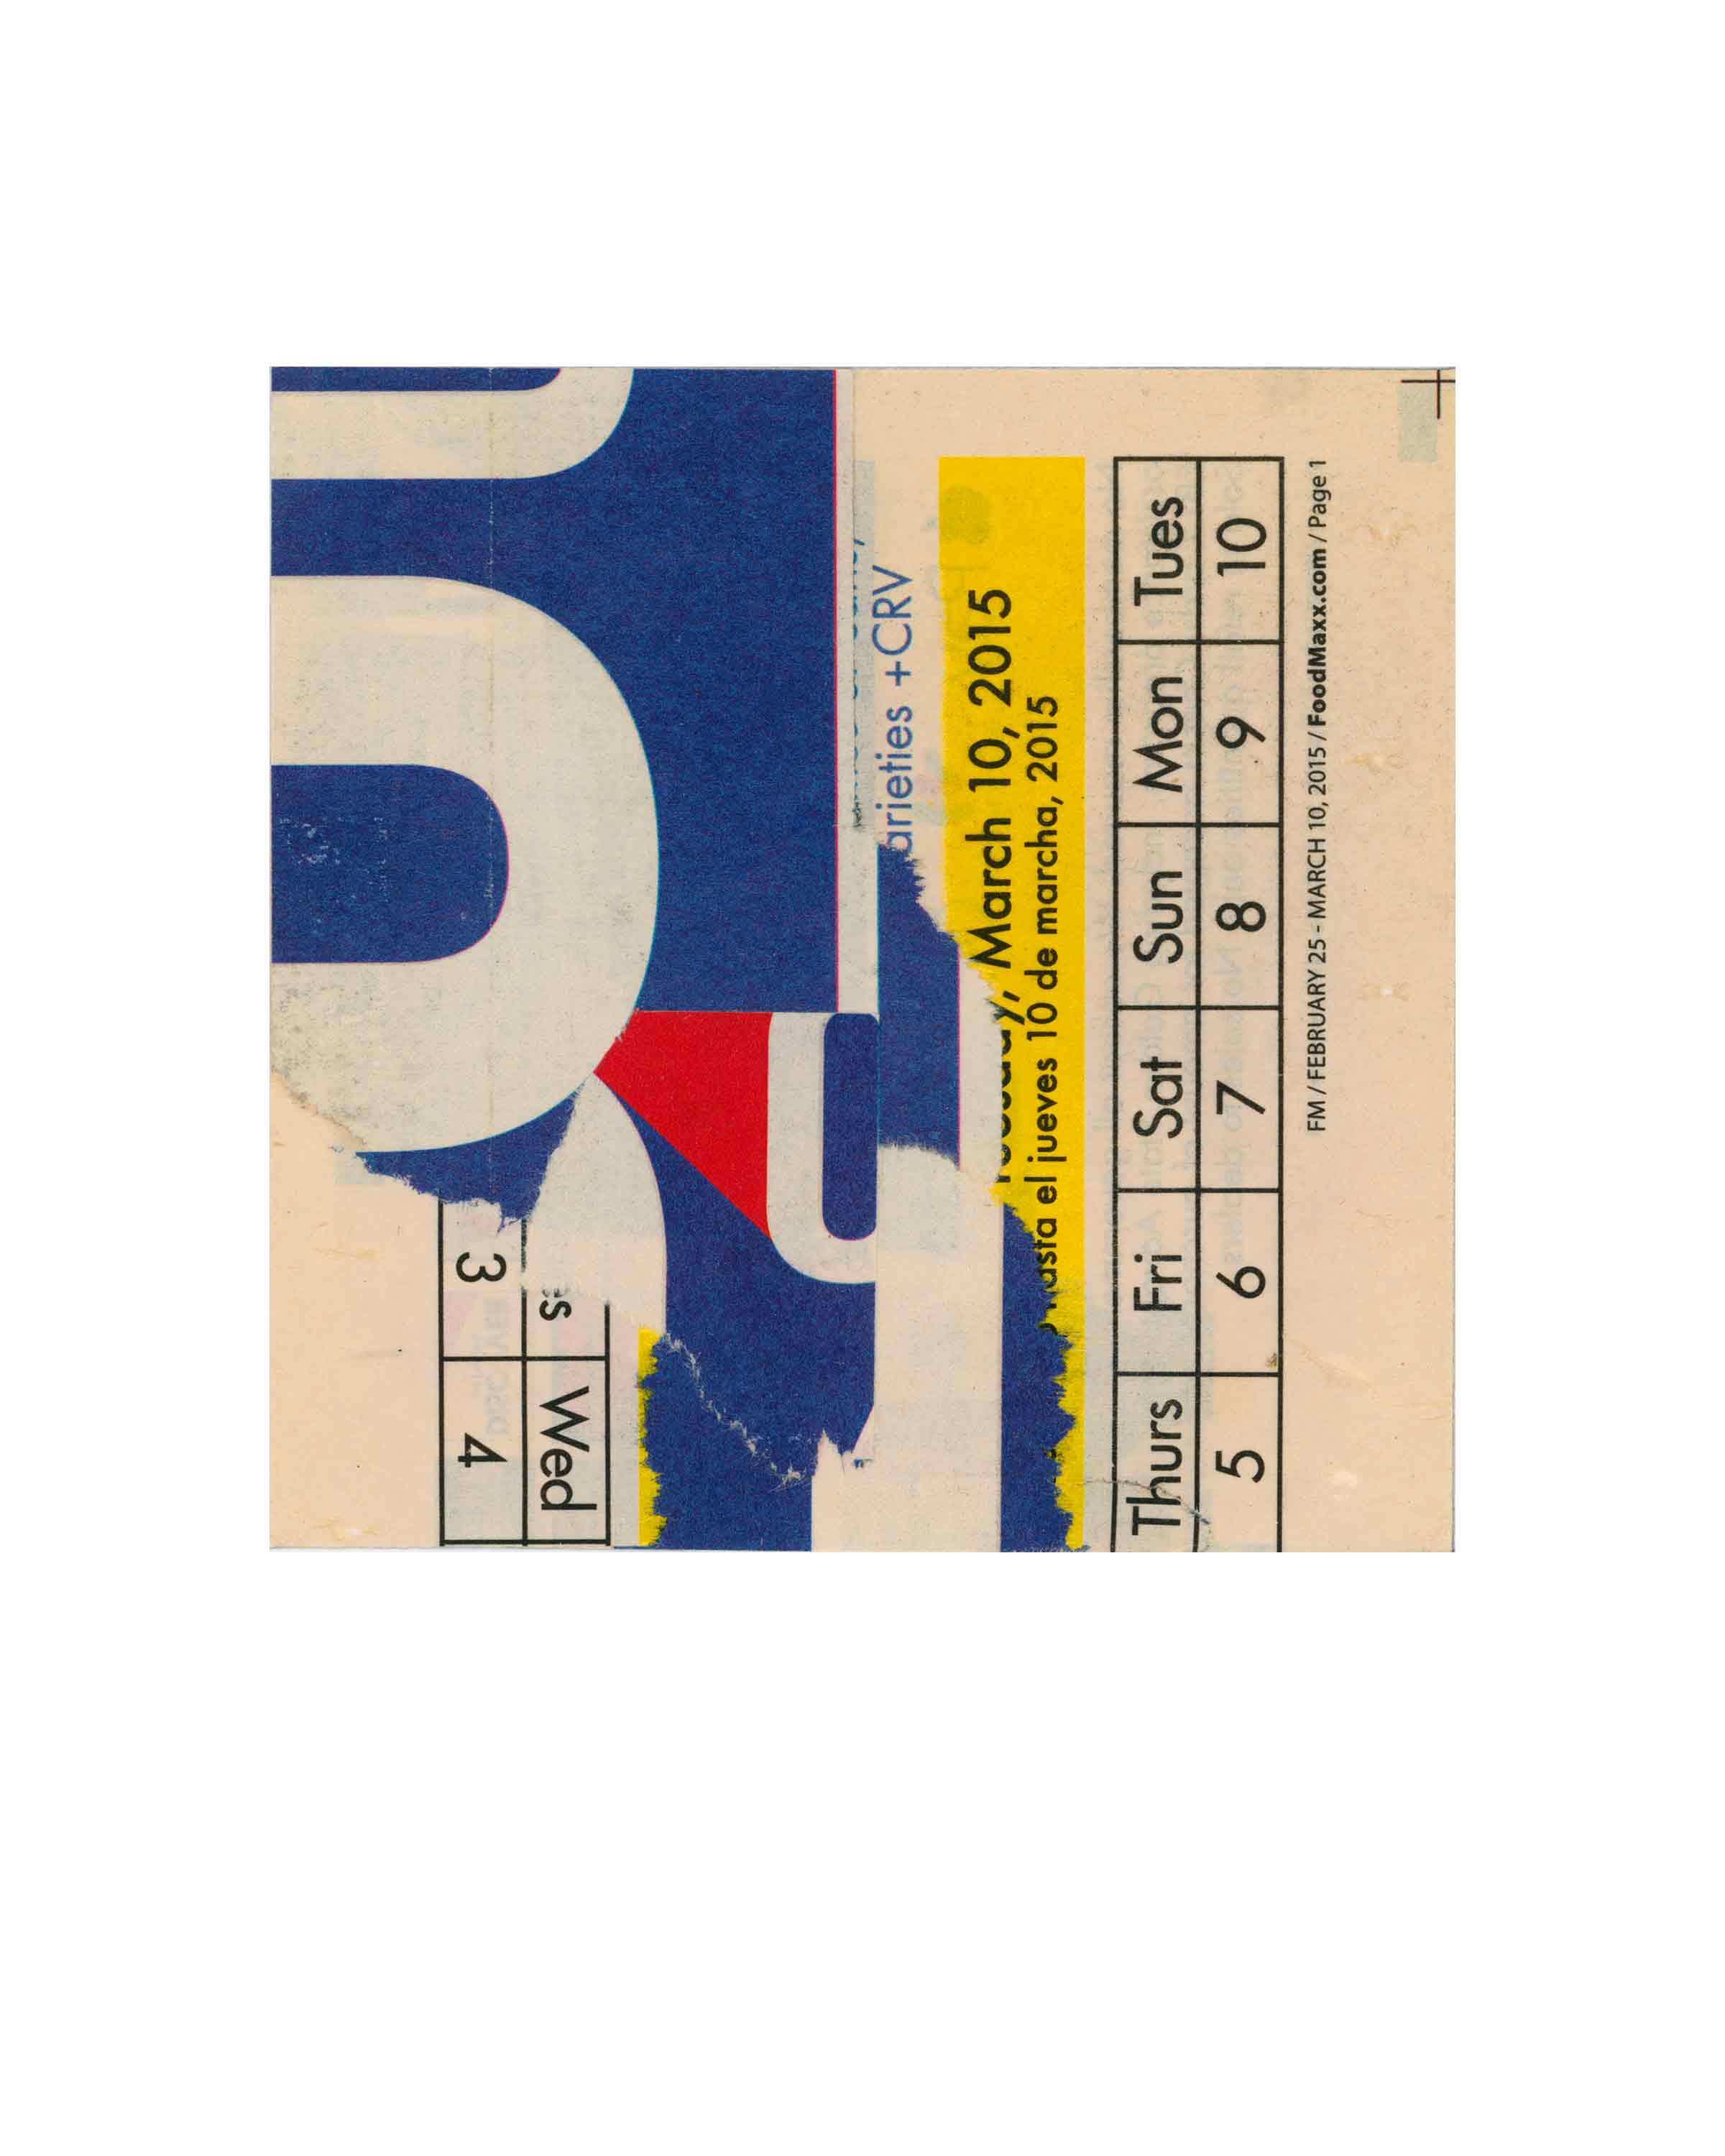 arieties +CRV
March 10, 2015
asta el jueves 10 de marcha, 2015
Thurs Fri Sat Sun Mon Tues
5 6 7 8 9 10
FM / FEBRUARY 25 - MARCH 10, 2015 / FoodMaxx.com / Page 1
es Wed
3 4